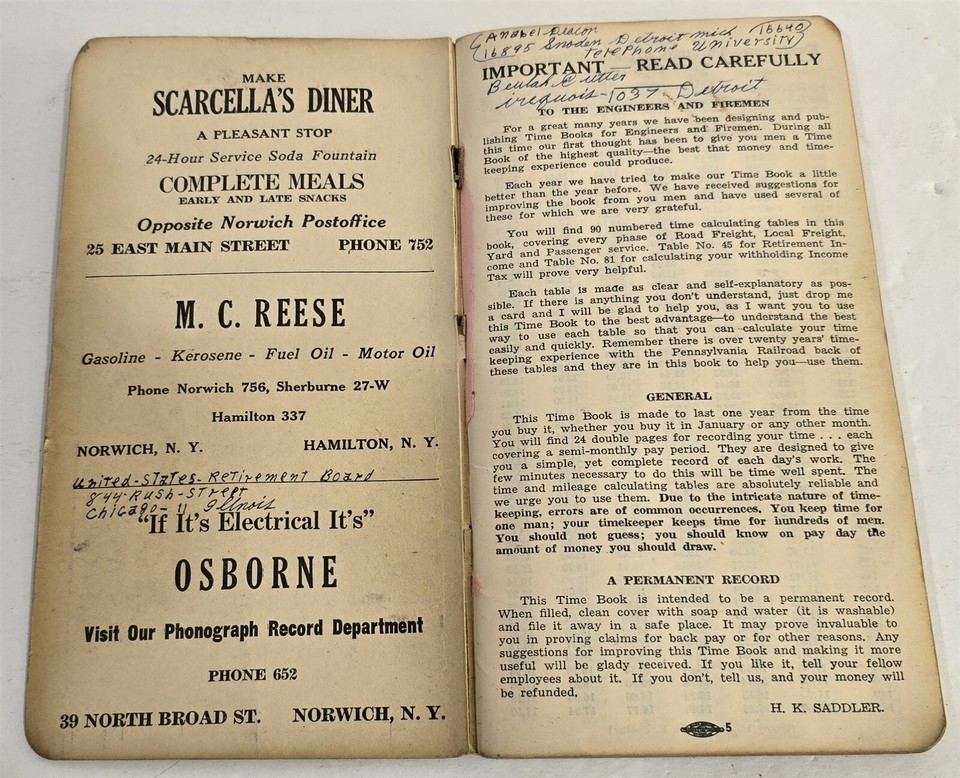 MAKE
SCARCELLA'S DINER
A PLEASANT STOP
24-Hour Service Soda Fountain
COMPLETE MEALS
EARLY AND LATE SNACKS
Opposite Norwich Postoffice
25 EAST MAIN STREET PHONE 752
M. C. REESE
Gasoline - Kerosene - Fuel Oil - Motor Oil
Phone Norwich 756, Sherburne 27-W
Hamilton 337
NORWICH, N. Y. HAMILTON, N. Y.
United-States-Retirement Board
844-Rush-Street
Chicago-11 Illinois
"If It's Electrical It's"
OSBORNE
Visit Our Phonograph Record Department
PHONE 652
39 NORTH BROAD ST. NORWICH, N. Y.
Anabel Deacon
16895 Snoden Detroit Mich
Telephone University
IMPORTANT — READ CAREFULLY
Beulah
1037 - Detroit
TO THE ENGINEERS AND FIREMEN
For a great many years we have been designing and pub-
lishing Time Books for Engineers and Firemen. During all
this time our first thought has been to give you men a Time
Book of the highest quality—the best that money and time-
keeping experience could produce.
Each year we have tried to make our Time Book a little
better than the year before. We have received suggestions for
improving the book from you men and have used several of
these for which we are very grateful.
You will find 90 numbered time calculating tables in this
book, covering every phase of Road Freight, Local Freight,
Yard and Passenger service. Table No. 45 for Retirement In-
come and Table No. 81 for calculating your withholding Income
Tax will prove very helpful.
Each table is made as clear and self-explanatory as pos-
sible. If there is anything you don't understand, just drop me
a card and I will be glad to help you, as I want you to use
this Time Book to the best advantage—to understand the best
way to use each table so that you can calculate your time
easily and quickly. Remember there is over twenty years' time-
keeping experience with the Pennsylvania Railroad back of
these tables and they are in this book to help you—use them.
GENERAL
This Time Book is made to last one year from the time
you buy it, whether you buy it in January or any other month.
You will find 24 double pages for recording your time . . . each
covering a semi-monthly pay period. They are designed to give
you a simple, yet complete record of each day's work. The
few minutes necessary to do this will be time well spent. The
time and mileage calculating tables are absolutely reliable and
we urge you to use them. Due to the intricate nature of time-
keeping, errors are of common occurrences. You keep time for
one man; your timekeeper keeps time for hundreds of men.
You should not guess; you should know on pay day the
amount of money you should draw.
A PERMANENT RECORD
This Time Book is intended to be a permanent record.
When filled, clean cover with soap and water (it is washable)
and file it away in a safe place. It may prove invaluable to
you in proving claims for back pay or for other reasons. Any
suggestions for improving this Time Book and making it more
useful will be glady received. If you like it, tell your fellow
employees about it. If you don't, tell us, and your money will
be refunded.
H. K. SADDLER.
5